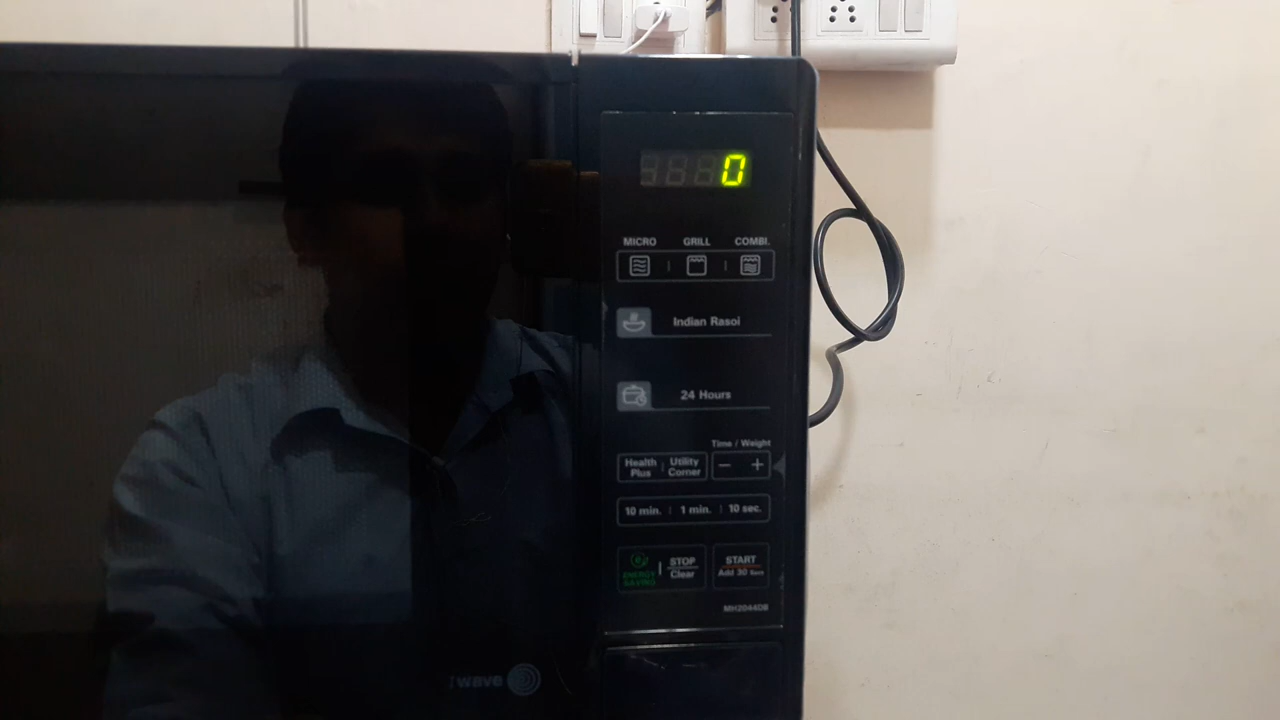 0
MICRO GRILL COMBI.
Indian Rasoi
24 Hours
Time / Weight
Health Plus Utility Corner − +
10 min. 1 min. 10 sec.
ENERGY SAVING STOP Clear START Add 30 Secs
MH2044DB
wave